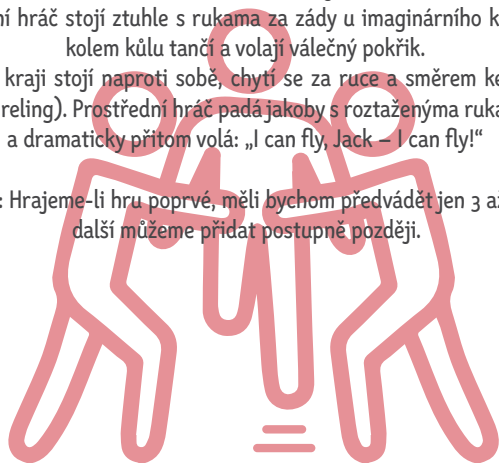 ní hráč stojí ztuhle s rukama za zády u imaginárního k
kolem kůlu tančí a volají válečný pokřik.
kraji stojí naproti sobě, chytí se za ruce a směrem ke
reling). Prostřední hráč padá jakoby s roztaženýma ruka
a dramaticky přitom volá: „I can fly, Jack – I can fly!“
: Hrajeme-li hru poprvé, měli bychom předvádět jen 3 až
další můžeme přidat postupně později.